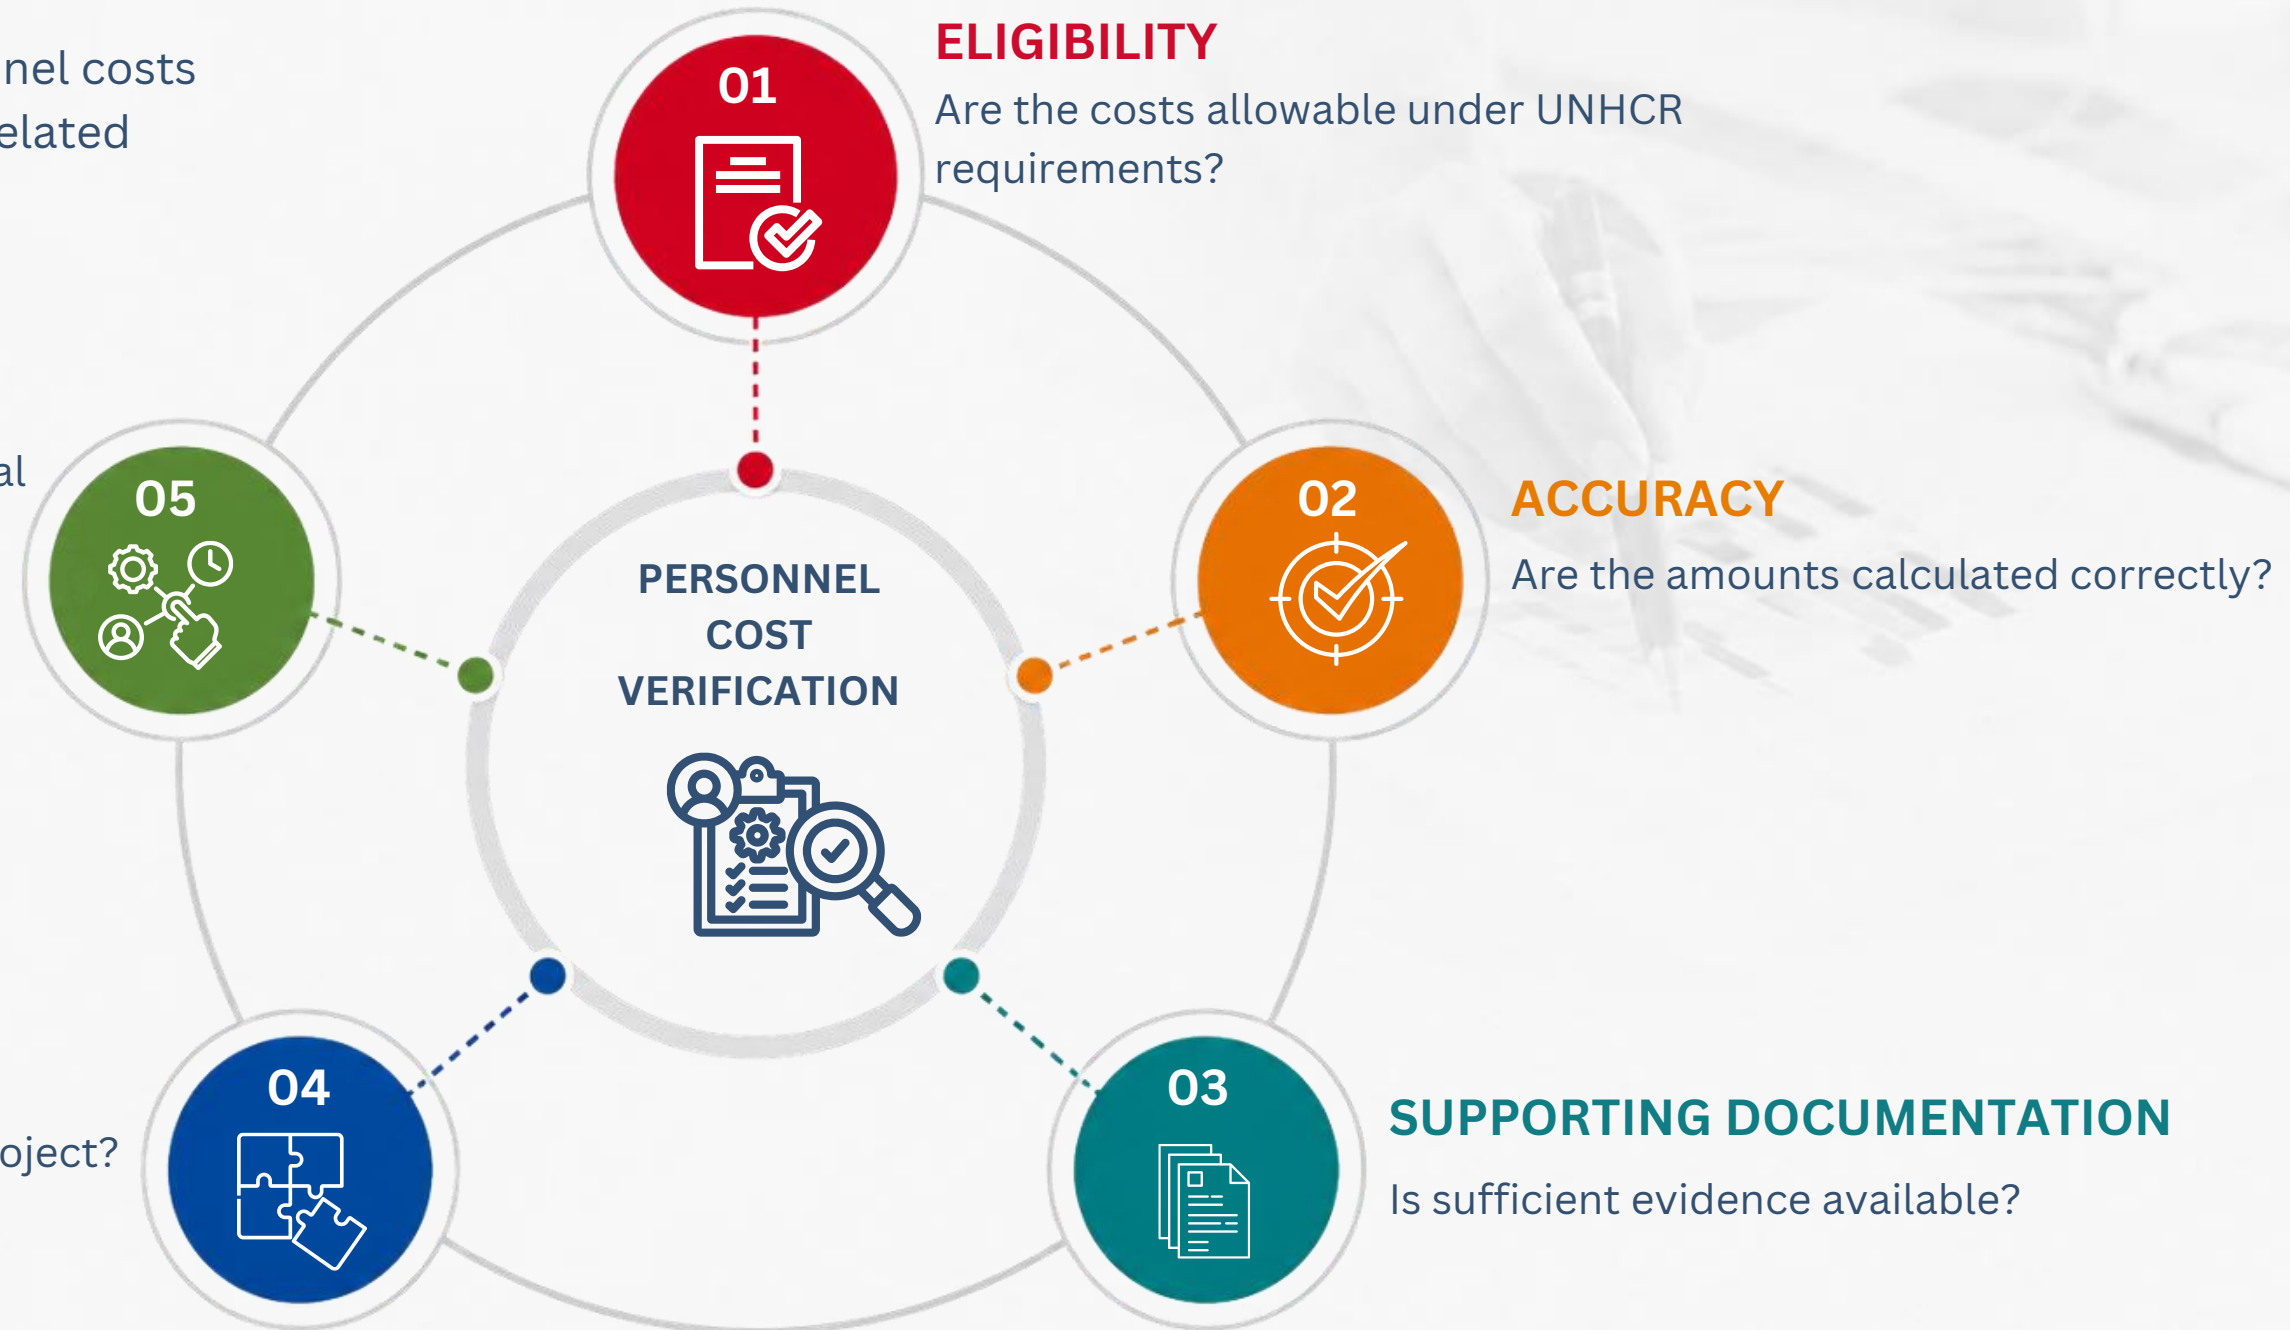 nel costs
elated
01
ELIGIBILITY
Are the costs allowable under UNHCR
requirements?
05
al
02
ACCURACY
Are the amounts calculated correctly?
PERSONNEL
COST
VERIFICATION
04
oject?
03
SUPPORTING DOCUMENTATION
Is sufficient evidence available?